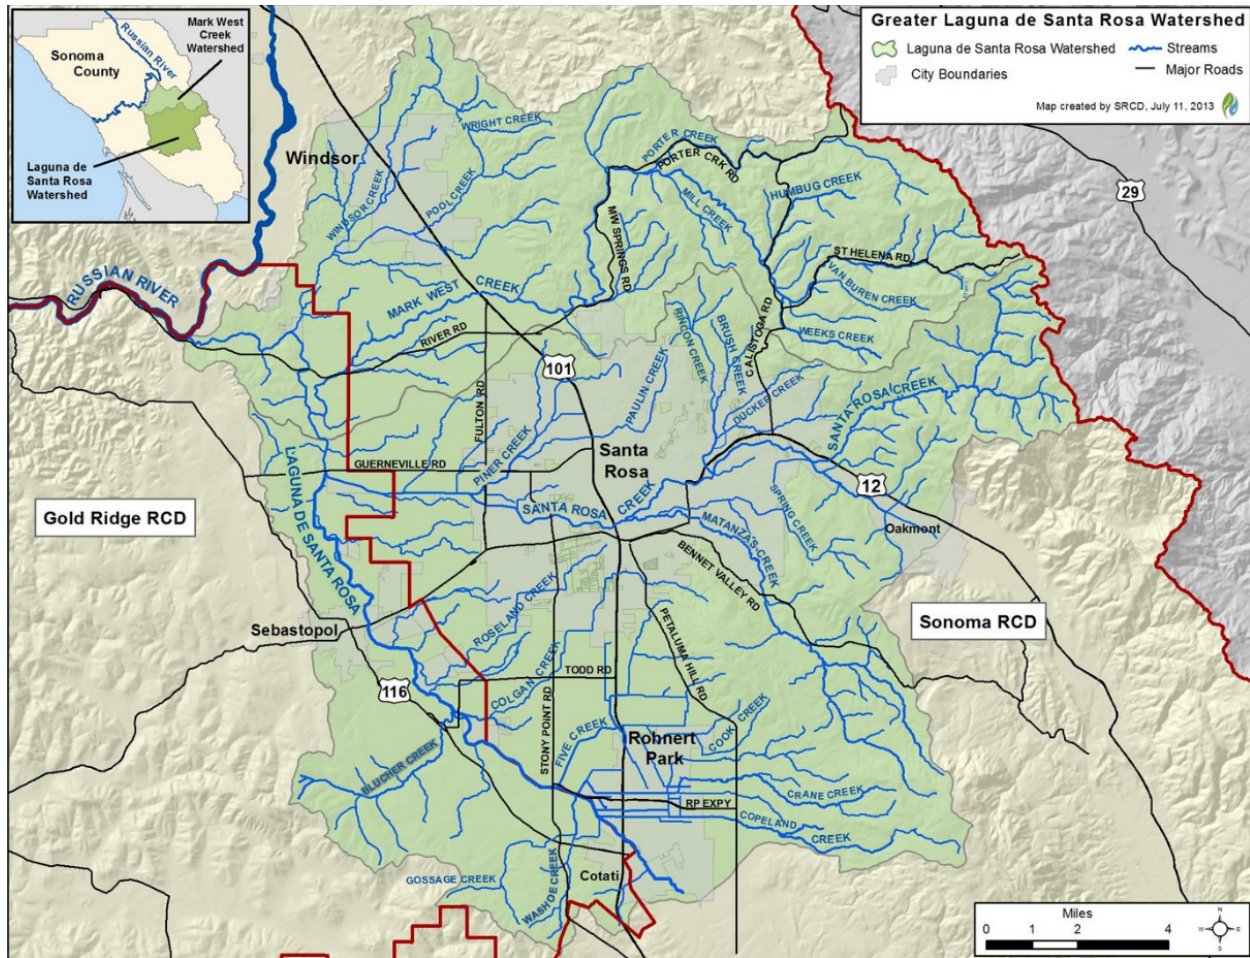 Greater Laguna de Santa Rosa Watershed
Laguna de Santa Rosa Watershed
Streams
City Boundaries
Major Roads
Map created by SRCD, July 11, 2013
Mark West
Creek
Watershed
Russian River
Sonoma
County
Laguna de
Santa Rosa
Watershed
WRIGHT CREEK
Windsor
WINDSOR CREEK
POOL CREEK
PORTER CREEK
PORTER CRK RD
MILL CREEK
HUMBUG CREEK
29
MW SPRINGS RD
ST HELENA RD
VAN BUREN CREEK
RUSSIAN RIVER
MARK WEST CREEK
RIVER RD
WEEKS CREEK
RINCON CREEK
BRUSH CREEK
CALISTOGA RD
101
PAULIN CREEK
DUCKER CREEK
SANTA ROSA CREEK
FULTON RD
GUERNEVILLE RD
PINER CREEK
Santa
Rosa
12
LAGUNA DE SANTA ROSA
SANTA ROSA CREEK
SPRING CREEK
MATANZAS CREEK
Oakmont
Gold Ridge RCD
BENNET VALLEY RD
Sebastopol
ROSELAND CREEK
PETALUMA HILL RD
Sonoma RCD
TODD RD
116
COLGAN CREEK
STONY POINT RD
FIVE CREEK
COOK CREEK
Rohnert
Park
BLUCHER CREEK
CRANE CREEK
RP EXPY
COPELAND CREEK
GOSSAGE CREEK
WASHOE CREEK
Cotati
Miles
0 1 2 4
N
W E
S